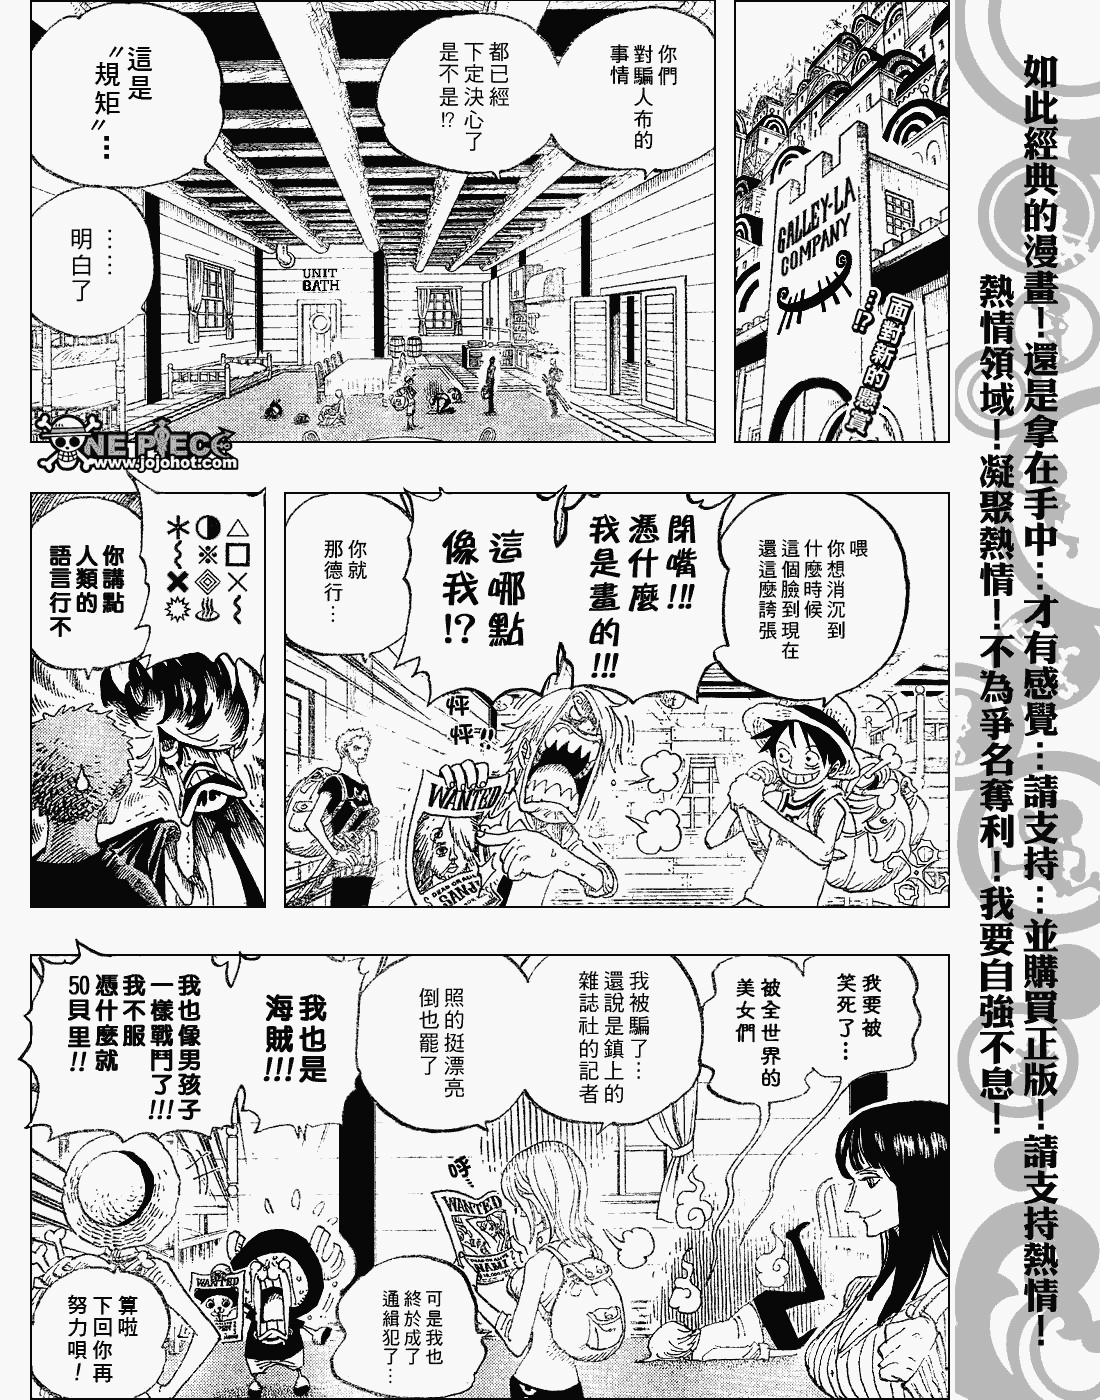 如此經典的漫畫！還是拿在手中…才有感覺…請支持…並購買正版！請支持熱情！
熱情領域！凝聚熱情！不為爭名奪利！我要自強不息！
GALLEY-LA
COMPANY
面對新的懸賞
…!?
你們
對騙人布的
事情
都已經
下定決心了
是不是!?
這是
〝規矩〞…
……
明白了
UNIT
BATH
ONE PIECE
www.jojohot.com
喂
你想消沉到
什麼時候
這個臉到現在
還這麼誇張
閉嘴!!!
憑什麼
我是畫的!!!
這哪點
像我!?
你就
那德行…
怦
怦!!
WANTED
DEAD OR ALIVE
SANJI
△□×⌇
◑※◈♨
＊⌇✖✹
你講點
人類的
語言行不
我要被
笑死了…
被全世界的
美女們
我被騙了…
還說是鎮上的
雜誌社的記者
照的挺漂亮
倒也罷了
呼…
WANTED
NAMI
可是我也
終於成了
通緝犯了…
我也是
海賊!!!
我也像男孩子
一樣戰鬥了!!!
我不服
憑什麼就
50貝里!!
WANTED
算啦
下回你再
努力唄！